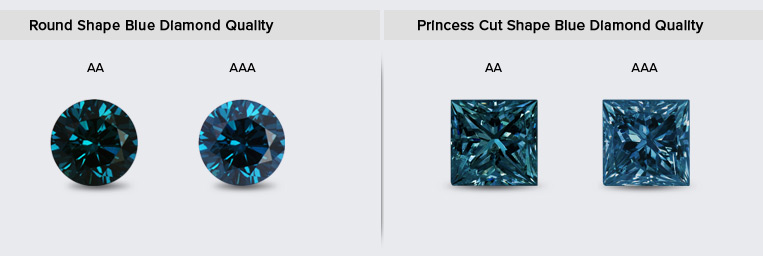 Round Shape Blue Diamond Quality
AA
AAA
Princess Cut Shape Blue Diamond Quality
AA
AAA